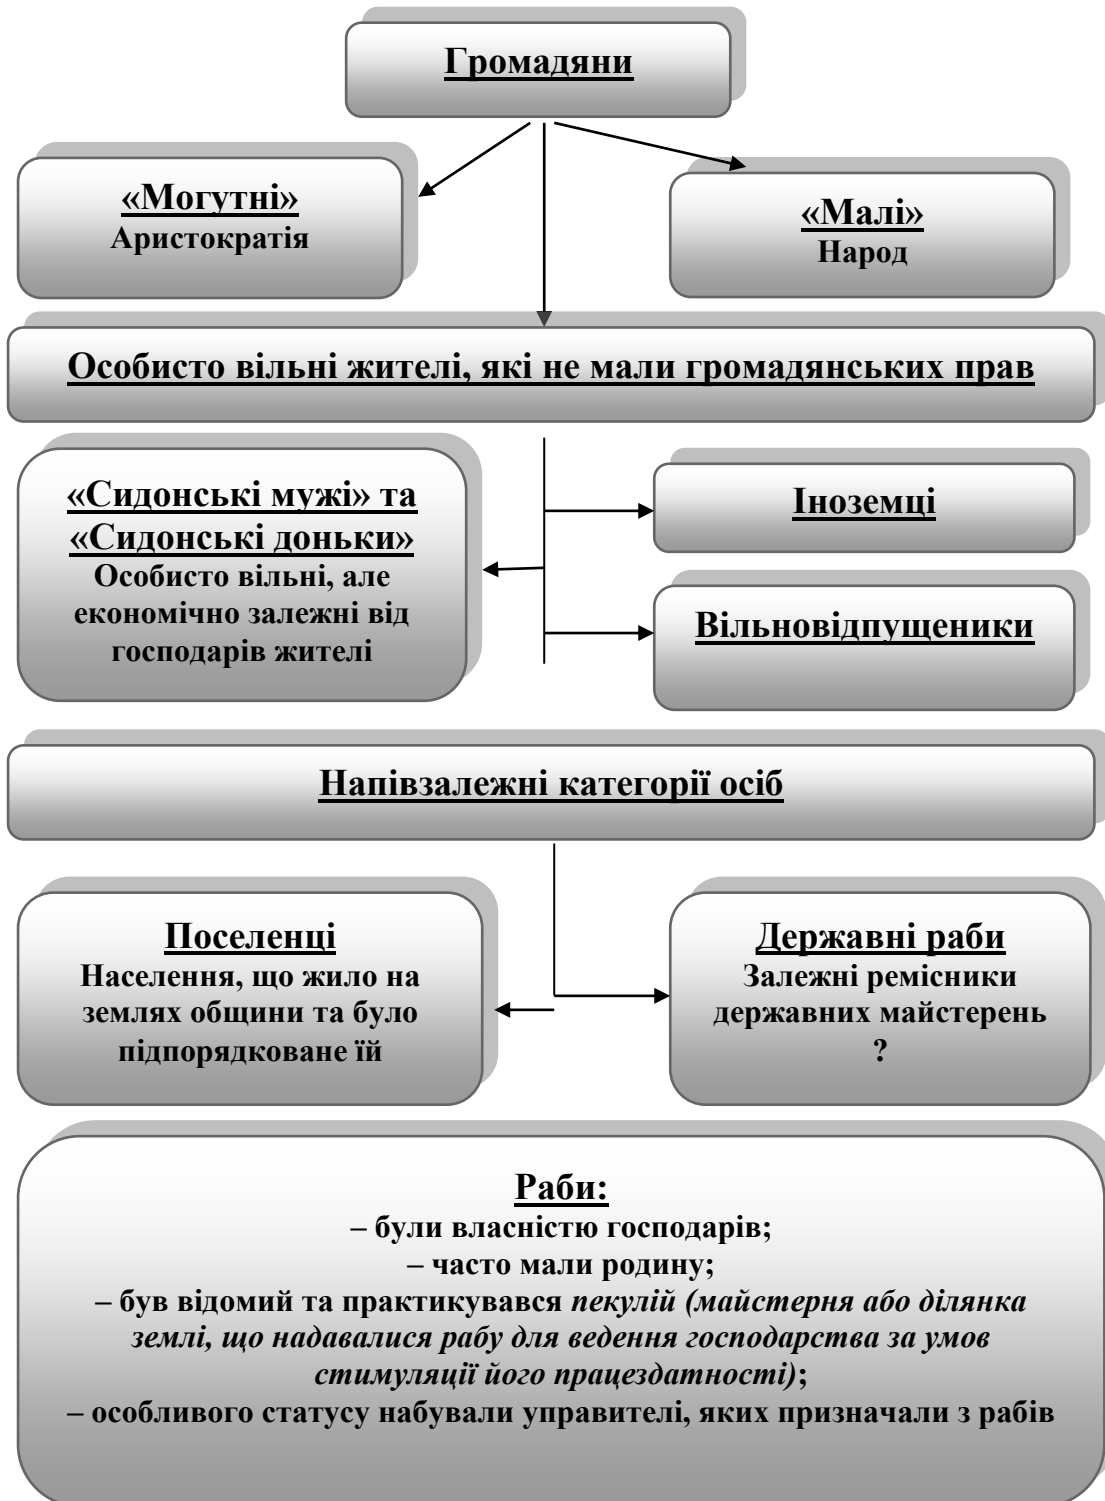 Громадяни
«Могутні»
Аристократія
«Малі»
Народ
Особисто вільні жителі, які не мали громадянських прав
«Сидонські мужі» та
«Сидонські доньки»
Особисто вільні, але
економічно залежні від
господарів жителі
Іноземці
Вільновідпущеники
Напівзалежні категорії осіб
Поселенці
Населення, що жило на
землях общини та було
підпорядковане їй
Державні раби
Залежні ремісники
державних майстерень
?
Раби:
– були власністю господарів;
– часто мали родину;
– був відомий та практикувався пекулій (майстерня або ділянка
землі, що надавалися рабу для ведення господарства за умов
стимуляції його працездатності);
– особливого статусу набували управителі, яких призначали з рабів